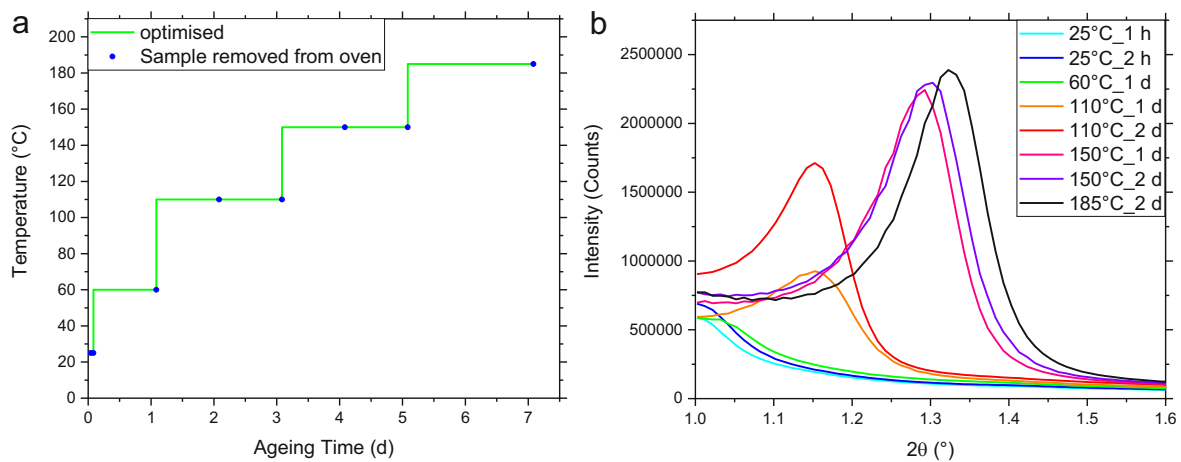 a
optimised
Sample removed from oven
200
180
160
140
120
100
80
60
40
20
0
0 1 2 3 4 5 6 7
Temperature (°C)
Ageing Time (d)
b
25°C_1 h
25°C_2 h
60°C_1 d
110°C_1 d
110°C_2 d
150°C_1 d
150°C_2 d
185°C_2 d
2500000
2000000
1500000
1000000
500000
0
1.0 1.1 1.2 1.3 1.4 1.5 1.6
Intensity (Counts)
2θ (°)